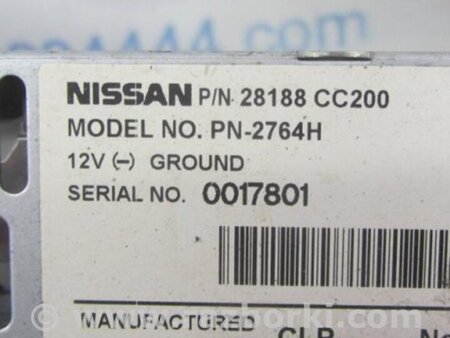 NISSAN P/N 28188 CC200
MODEL NO. PN-2764H
12V (–) GROUND
SERIAL NO. 0017801
MANUFACTURED